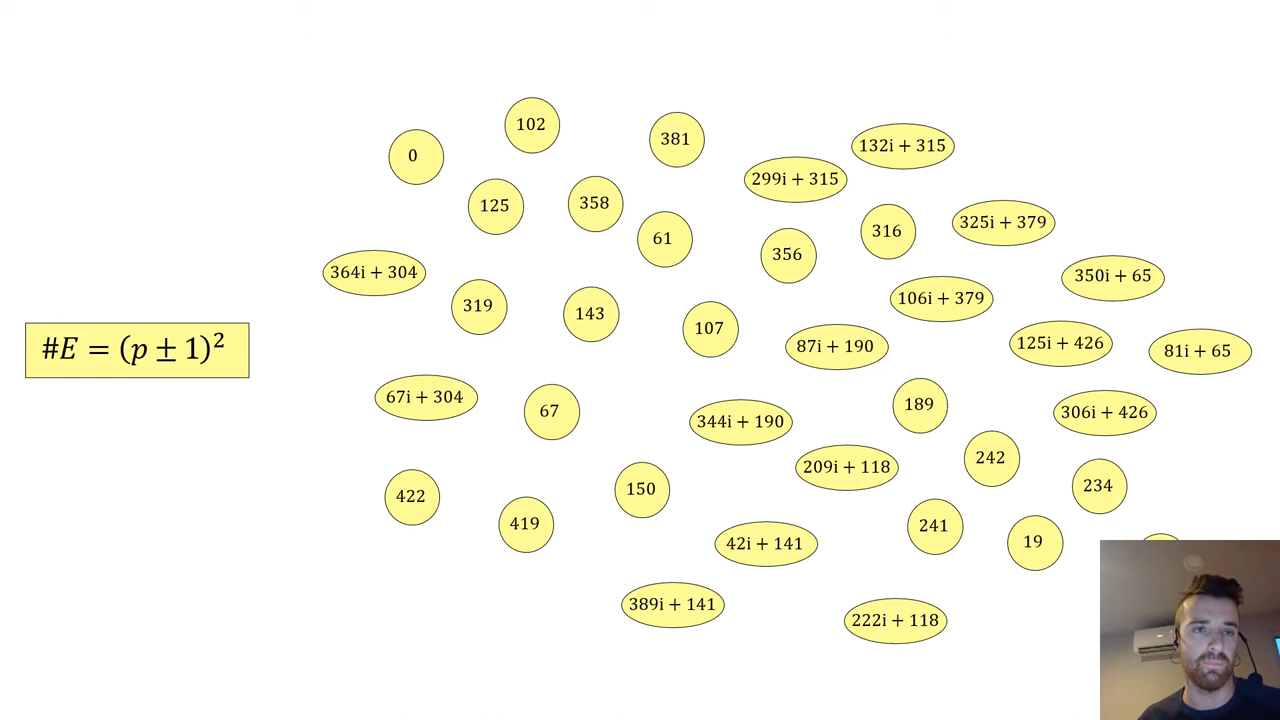 102
381
132i + 315
0
299i + 315
125
358
61
316
325i + 379
356
364i + 304
350i + 65
319
143
106i + 379
107
87i + 190
125i + 426
81i + 65
#E = (p ± 1)²
67i + 304
67
189
306i + 426
344i + 190
209i + 118
242
422
150
234
419
241
19
42i + 141
389i + 141
222i + 118